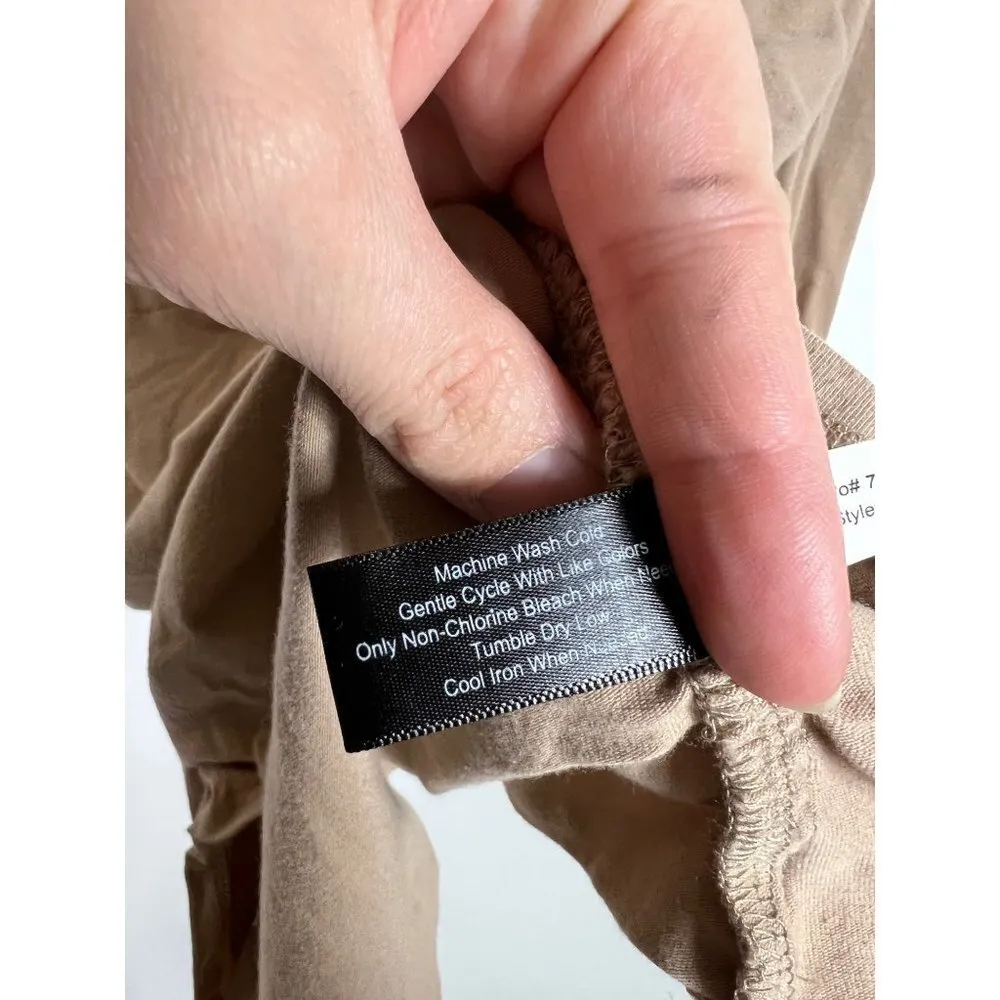 Machine Wash Cold
Gentle Cycle With Like Colors
Only Non-Chlorine Bleach When
Tumble Dry Low
Cool Iron When
o# 7
Style